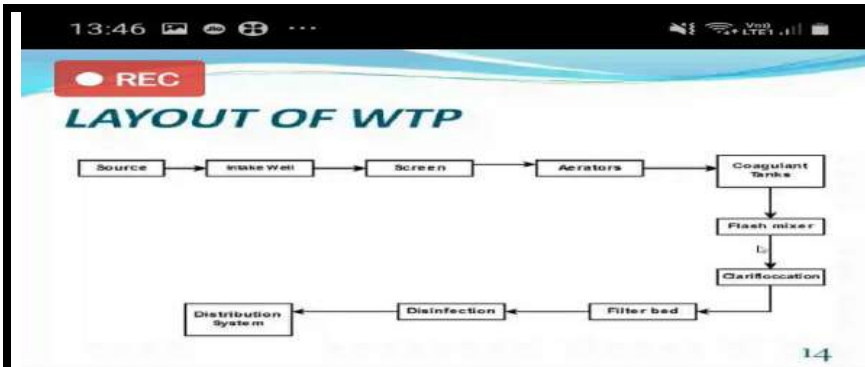 13:46
REC
LAYOUT OF WTP
Source
Intake Well
Screen
Aerators
Coagulant
Tanks
Flash mixer
Clarifloccation
Filter bad
Disinfection
Distribution
System
14